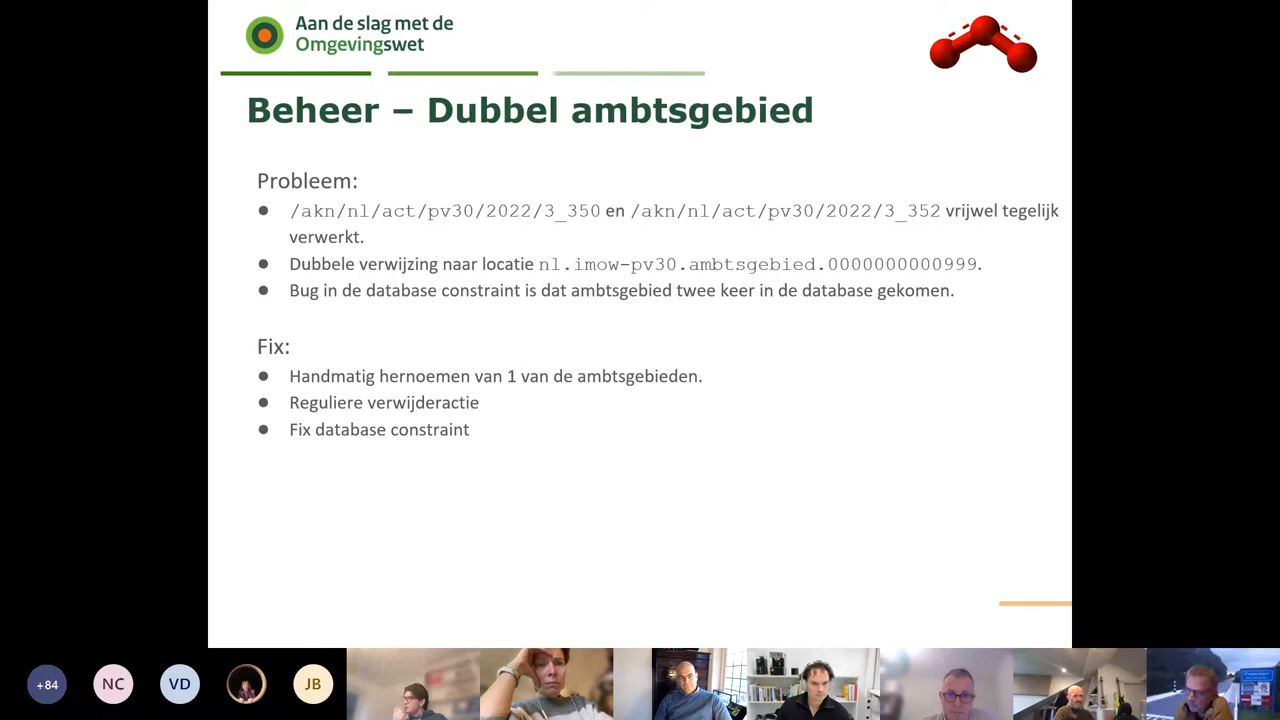 Aan de slag met de
Omgevingswet
Beheer – Dubbel ambtsgebied
Probleem:
● /akn/nl/act/pv30/2022/3_350 en /akn/nl/act/pv30/2022/3_352 vrijwel tegelijk
verwerkt.
● Dubbele verwijzing naar locatie nl.imow-pv30.ambtsgebied.0000000000999.
● Bug in de database constraint is dat ambtsgebied twee keer in de database gekomen.
Fix:
● Handmatig hernoemen van 1 van de ambtsgebieden.
● Reguliere verwijderactie
● Fix database constraint
+84
NC
VD
JB